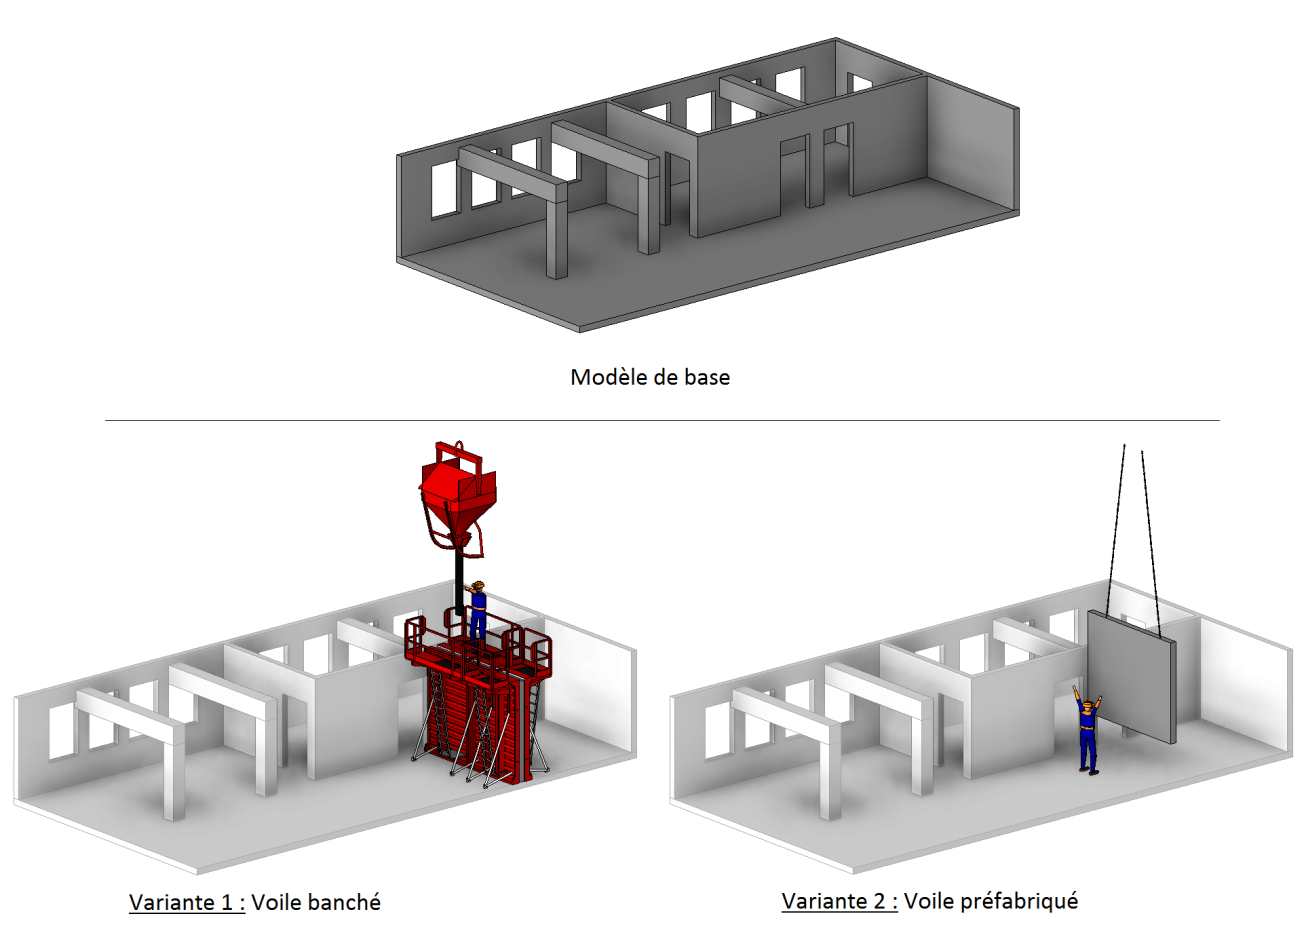 Modèle de base
Variante 1 : Voile banché
Variante 2 : Voile préfabriqué